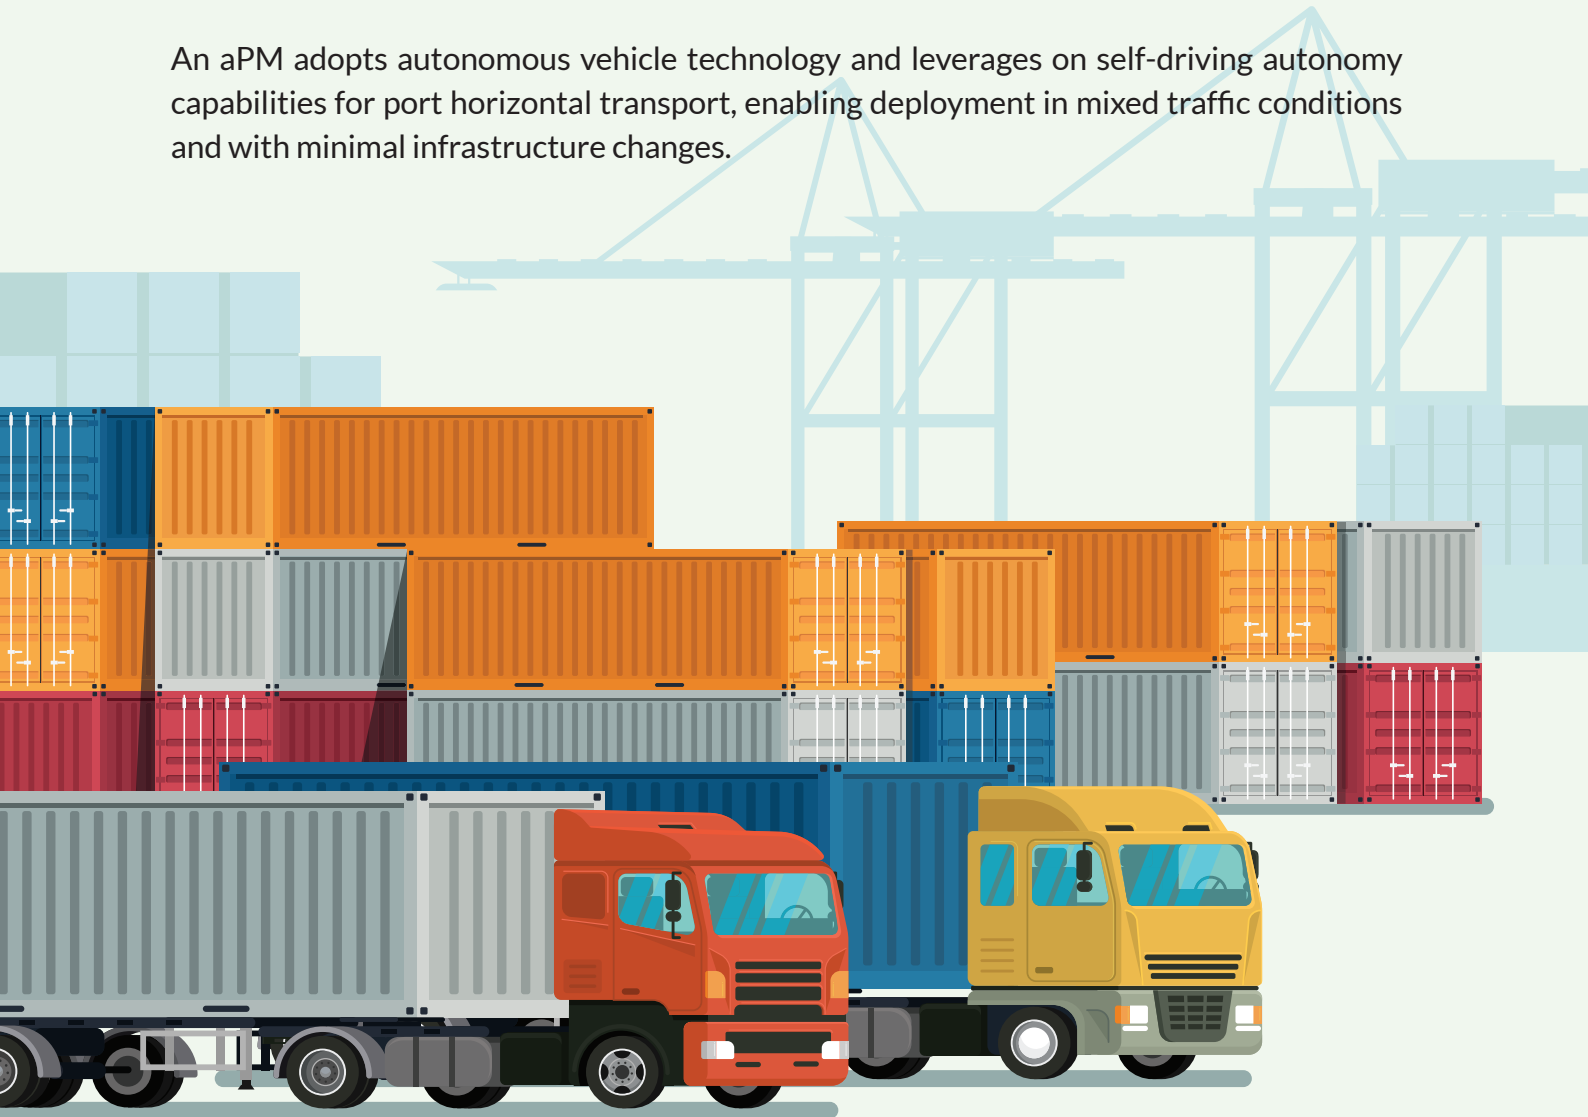 An aPM adopts autonomous vehicle technology and leverages on self-driving autonomy
capabilities for port horizontal transport, enabling deployment in mixed traffic conditions
and with minimal infrastructure changes.